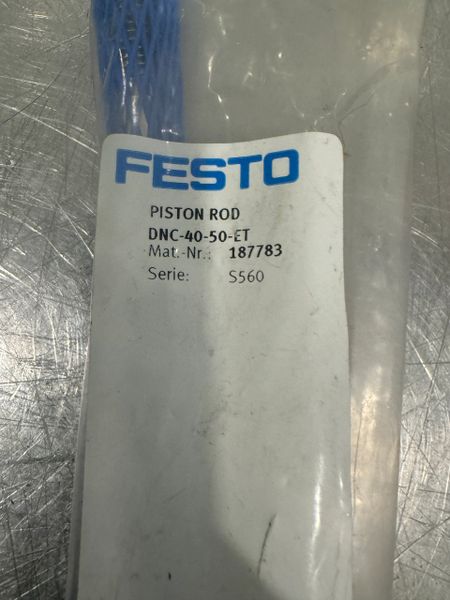 FESTO
PISTON ROD
DNC-40-50-ET
Mat.-Nr.: 187783
Serie: S560